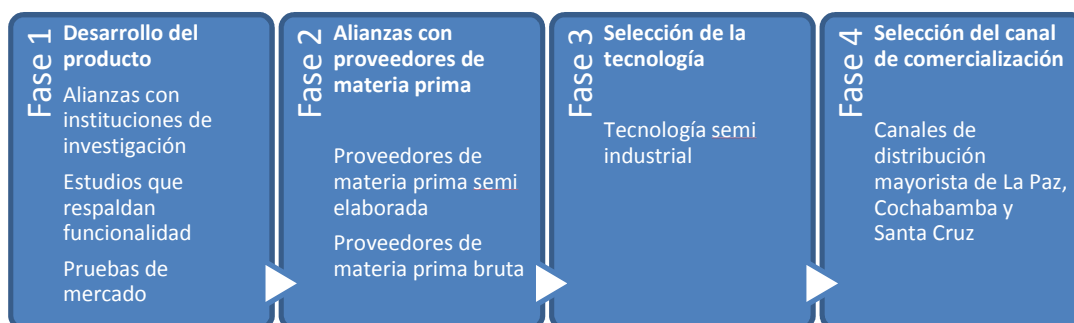 Fase 1
Desarrollo del
producto
Alianzas con
instituciones de
investigación
Estudios que
respaldan
funcionalidad
Pruebas de
mercado
Fase 2
Alianzas con
proveedores de
materia prima
Proveedores de
materia prima semi
elaborada
Proveedores de
materia prima bruta
Fase 3
Selección de la
tecnología
Tecnología semi
industrial
Fase 4
Selección del canal
de comercialización
Canales de
distribución
mayorista de La Paz,
Cochabamba y
Santa Cruz